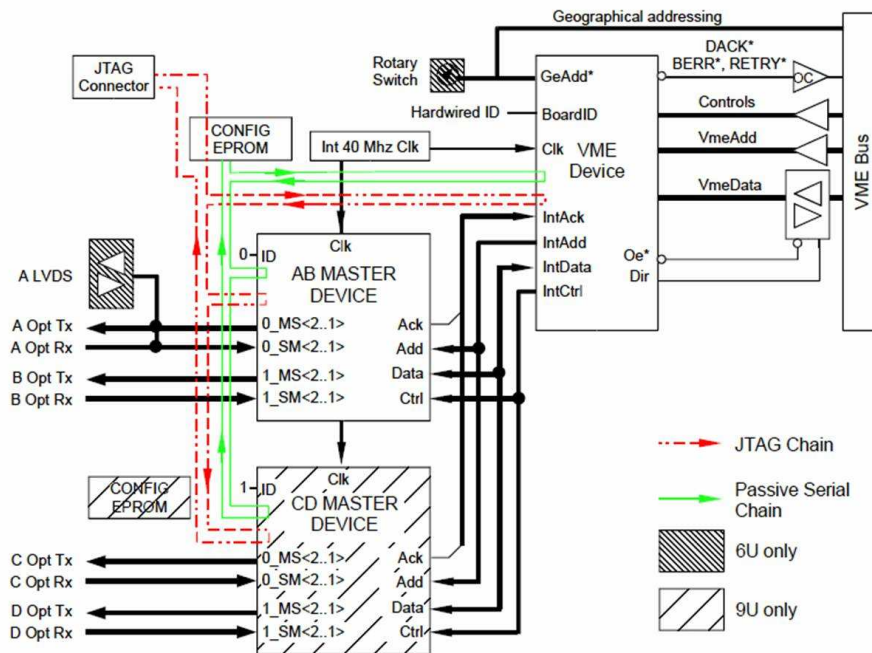 Geographical addressing
Rotary
Switch
JTAG
Connector
DACK*
BERR*, RETRY*
OC
GeAdd*
Hardwired ID
BoardID
Controls
CONFIG
EPROM
Int 40 Mhz Clk
Clk
VME
Device
VmeAdd
VmeData
VME Bus
IntAck
IntAdd
IntData
IntCtrl
Oe*
Dir
Clk
0
ID
AB MASTER
DEVICE
A LVDS
A Opt Tx
0_MS<2..1>
Ack
A Opt Rx
0_SM<2..1>
Add
B Opt Tx
1_MS<2..1>
Data
B Opt Rx
1_SM<2..1>
Ctrl
JTAG Chain
Passive Serial
Chain
6U only
9U only
CONFIG
EPROM
Clk
1
ID
CD MASTER
DEVICE
C Opt Tx
0_MS<2..1>
Ack
C Opt Rx
0_SM<2..1>
Add
D Opt Tx
1_MS<2..1>
Data
D Opt Rx
1_SM<2..1>
Ctrl